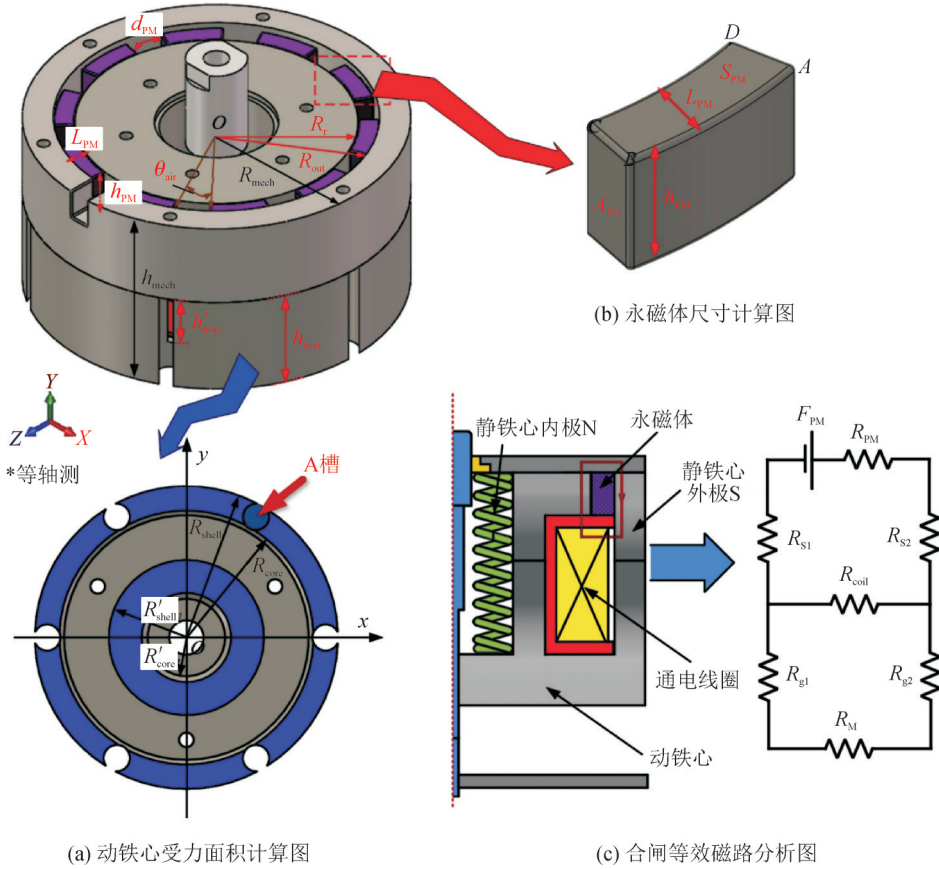 d_PM
D
A
S_PM
l_PM
O
R_r
R_out
L_PM
θ_air
R_mech
h_PM
h_PM
h_mech
(b) 永磁体尺寸计算图
Y
Z
X
*等轴测
y
A槽
R_shell
R_core
R'_shell
x
R'_core
(a) 动铁心受力面积计算图
永磁体
静铁心内极N
静铁心
外极S
通电线圈
动铁心
F_PM
R_PM
R_S1
R_S2
R_coil
R_g1
R_g2
R_M
(c) 合闸等效磁路分析图